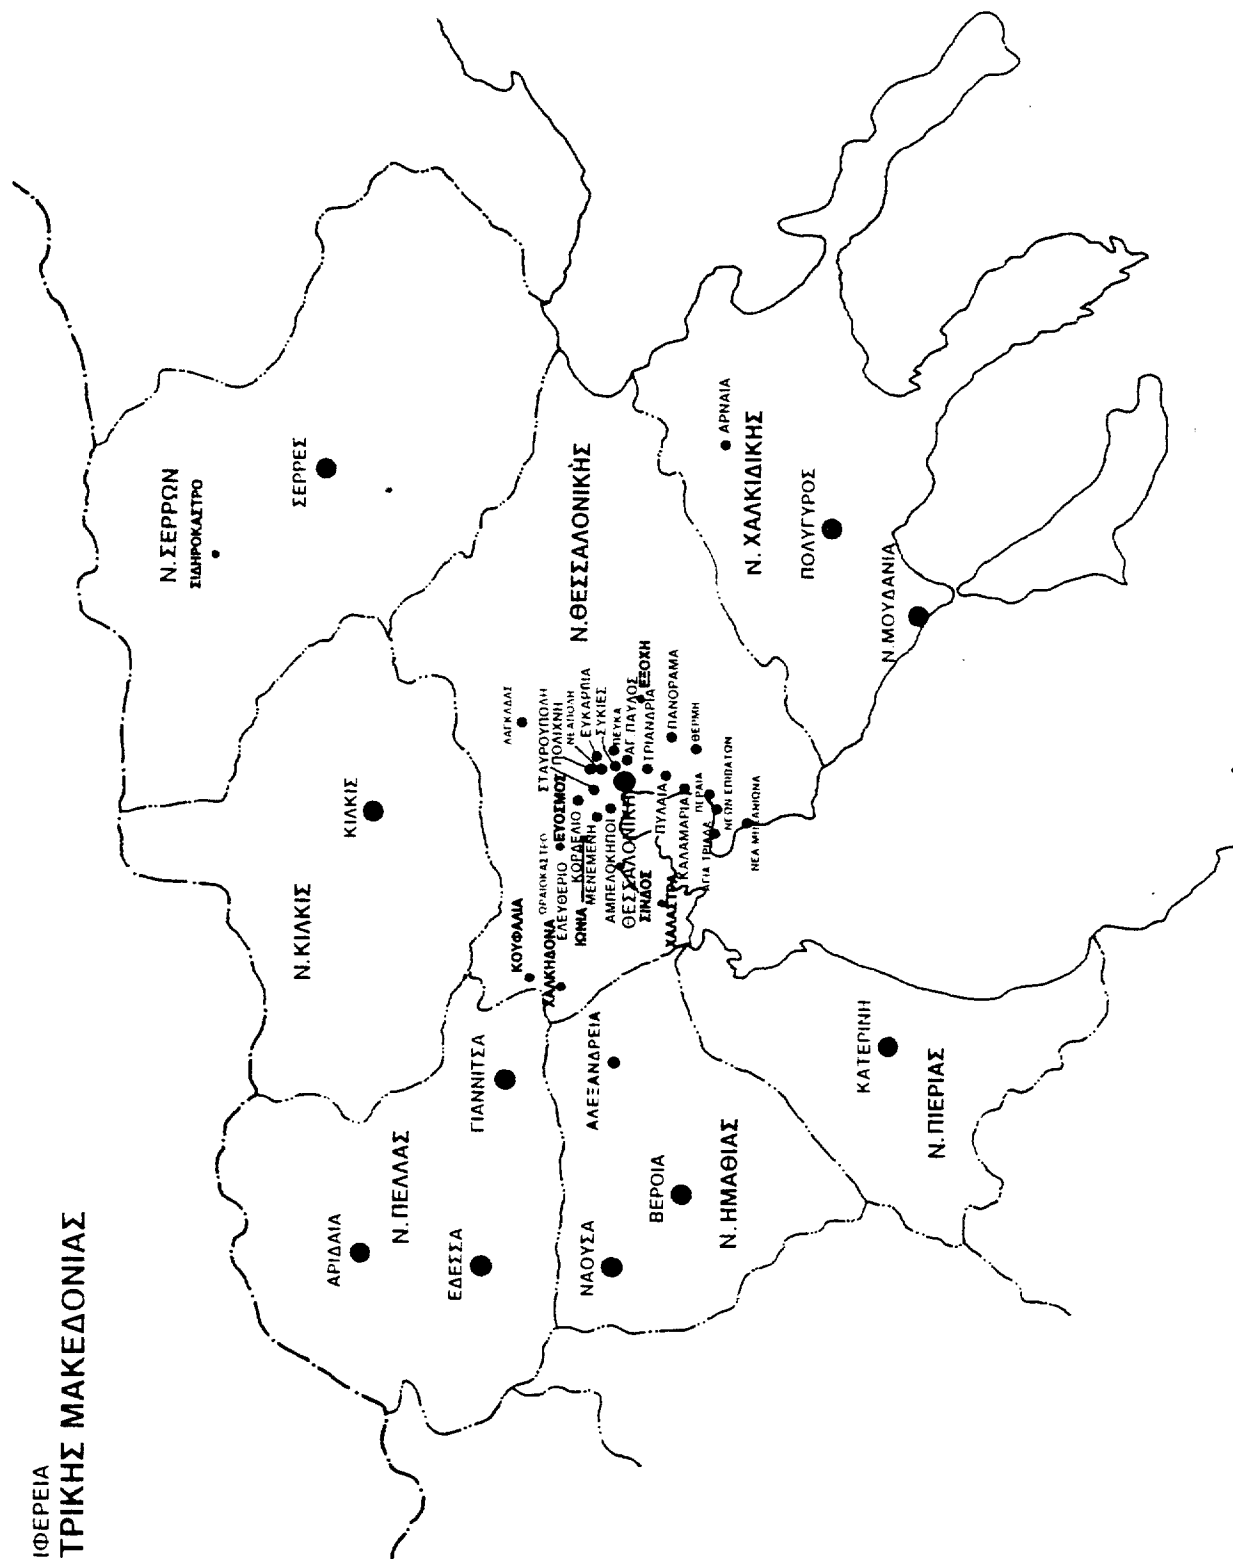 ΙΦΕΡΕΙΑ
ΤΡΙΚΗΣ ΜΑΚΕΔΟΝΙΑΣ
Ν. ΣΕΡΡΩΝ
ΣΙΔΗΡΟΚΑΣΤΡΟ
ΣΕΡΡΕΣ
Ν. ΚΙΛΚΙΣ
ΚΙΛΚΙΣ
Ν. ΠΕΛΛΑΣ
ΑΡΙΔΑΙΑ
ΕΔΕΣΣΑ
ΓΙΑΝΝΙΤΣΑ
Ν. ΘΕΣΣΑΛΟΝΙΚΗΣ
ΛΑΓΚΑΔΑΣ
ΚΟΥΦΑΛΙΑ
ΧΑΛΚΗΔΟΝΑ
ΩΡΑΙΟΚΑΣΤΡΟ
ΣΤΑΥΡΟΥΠΟΛΗ
ΠΟΛΙΧΝΗ
ΕΥΟΣΜΟΣ
ΕΛΕΥΘΕΡΙΟ
ΝΕΑΠΟΛΗ
ΕΥΚΑΡΠΙΑ
ΚΟΡΔΕΛΙΟ
ΙΩΝΙΑ
ΜΕΝΕΜΕΝΗ
ΣΥΚΙΕΣ
ΠΕΥΚΑ
ΑΜΠΕΛΟΚΗΠΟΙ
ΑΓ. ΠΑΥΛΟΣ
ΘΕΣΣΑΛΟΝΙΚΗ
ΤΡΙΑΝΔΡΙΑ
ΕΞΟΧΗ
ΣΙΝΔΟΣ
ΠΥΛΑΙΑ
ΠΑΝΟΡΑΜΑ
ΧΑΛΑΣΤΡΑ
ΚΑΛΑΜΑΡΙΑ
ΘΕΡΜΗ
ΠΕΡΑΙΑ
ΑΓΙΑ ΤΡΙΑΔΑ
ΝΕΩΝ ΕΠΙΒΑΤΩΝ
ΝΕΑ ΜΗΧΑΝΙΩΝΑ
Ν. ΧΑΛΚΙΔΙΚΗΣ
ΑΡΝΑΙΑ
ΠΟΛΥΓΥΡΟΣ
Ν. ΜΟΥΔΑΝΙΑ
Ν. ΗΜΑΘΙΑΣ
ΑΛΕΞΑΝΔΡΕΙΑ
ΝΑΟΥΣΑ
ΒΕΡΟΙΑ
Ν. ΠΙΕΡΙΑΣ
ΚΑΤΕΡΙΝΗ